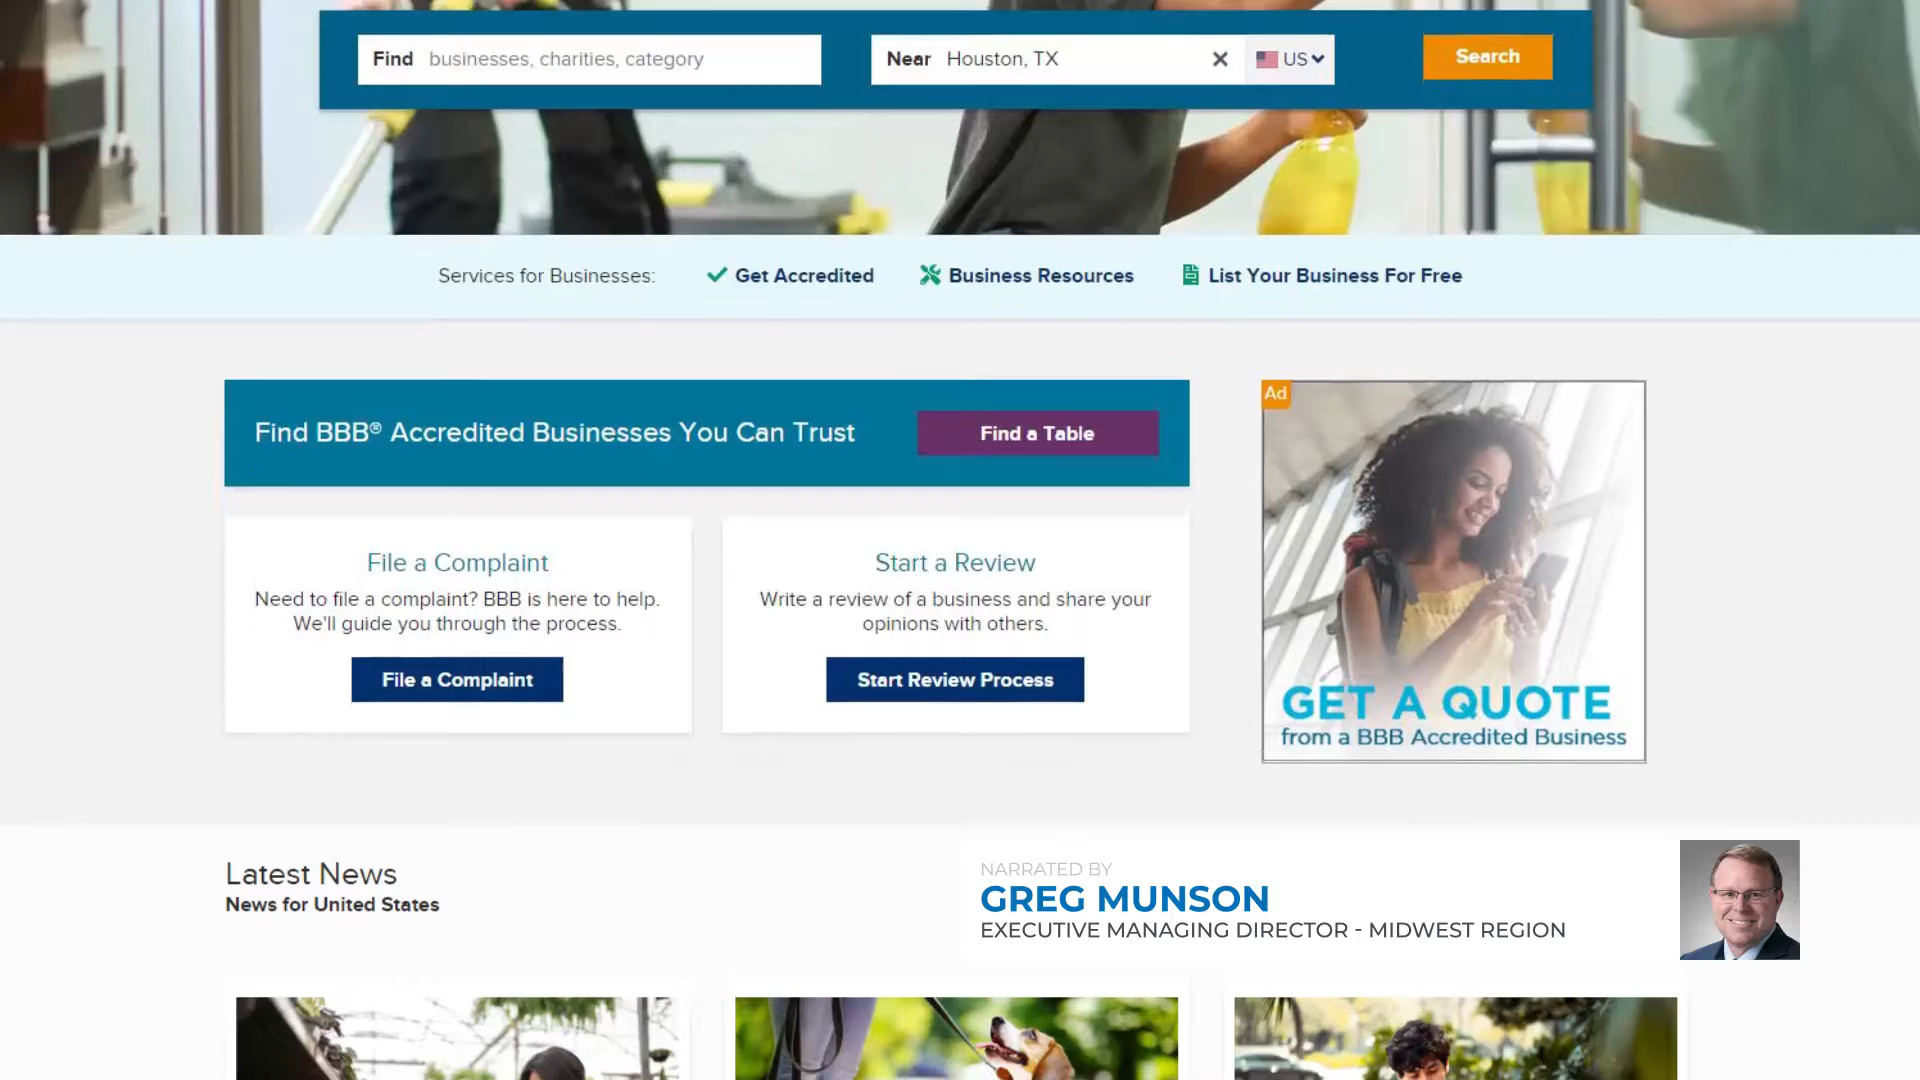 Find businesses, charities, category
Near Houston, TX
US
Search
Services for Businesses:
Get Accredited
Business Resources
List Your Business For Free
Find BBB® Accredited Businesses You Can Trust
Find a Table
Ad
File a Complaint
Need to file a complaint? BBB is here to help.
We'll guide you through the process.
File a Complaint
Start a Review
Write a review of a business and share your
opinions with others.
Start Review Process
GET A QUOTE
from a BBB Accredited Business
Latest News
News for United States
NARRATED BY
GREG MUNSON
EXECUTIVE MANAGING DIRECTOR - MIDWEST REGION